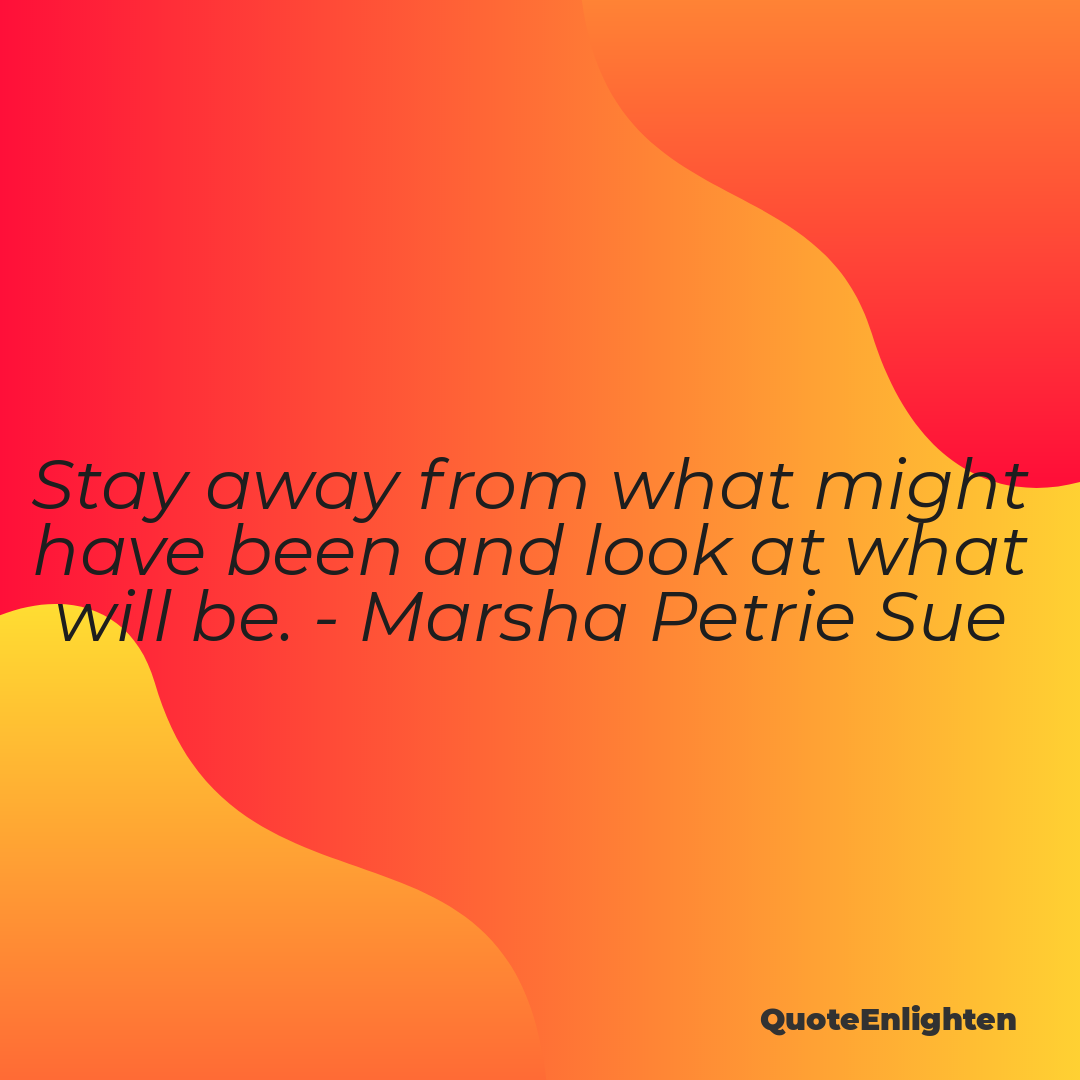 Stay away from what might
have been and look at what
will be. - Marsha Petrie Sue
QuoteEnlighten